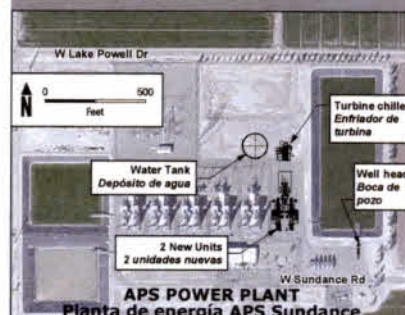 W Lake Powell Dr
0 500
Feet
N
Turbine chille
Enfriador de
turbina
Water Tank
Depósito de agua
Well head
Boca de
pozo
2 New Units
2 unidades nuevas
W Sundance Rd
APS POWER PLANT
Planta de energía APS Sundance